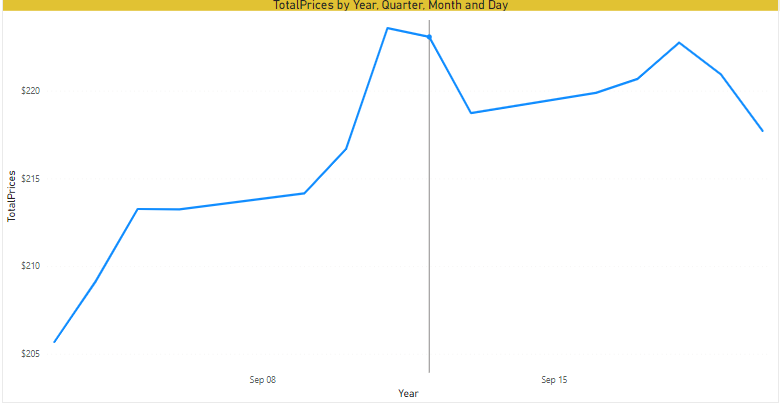 TotalPrices by Year, Quarter, Month and Day
$220
$215
$210
$205
TotalPrices
Sep 08
Sep 15
Year